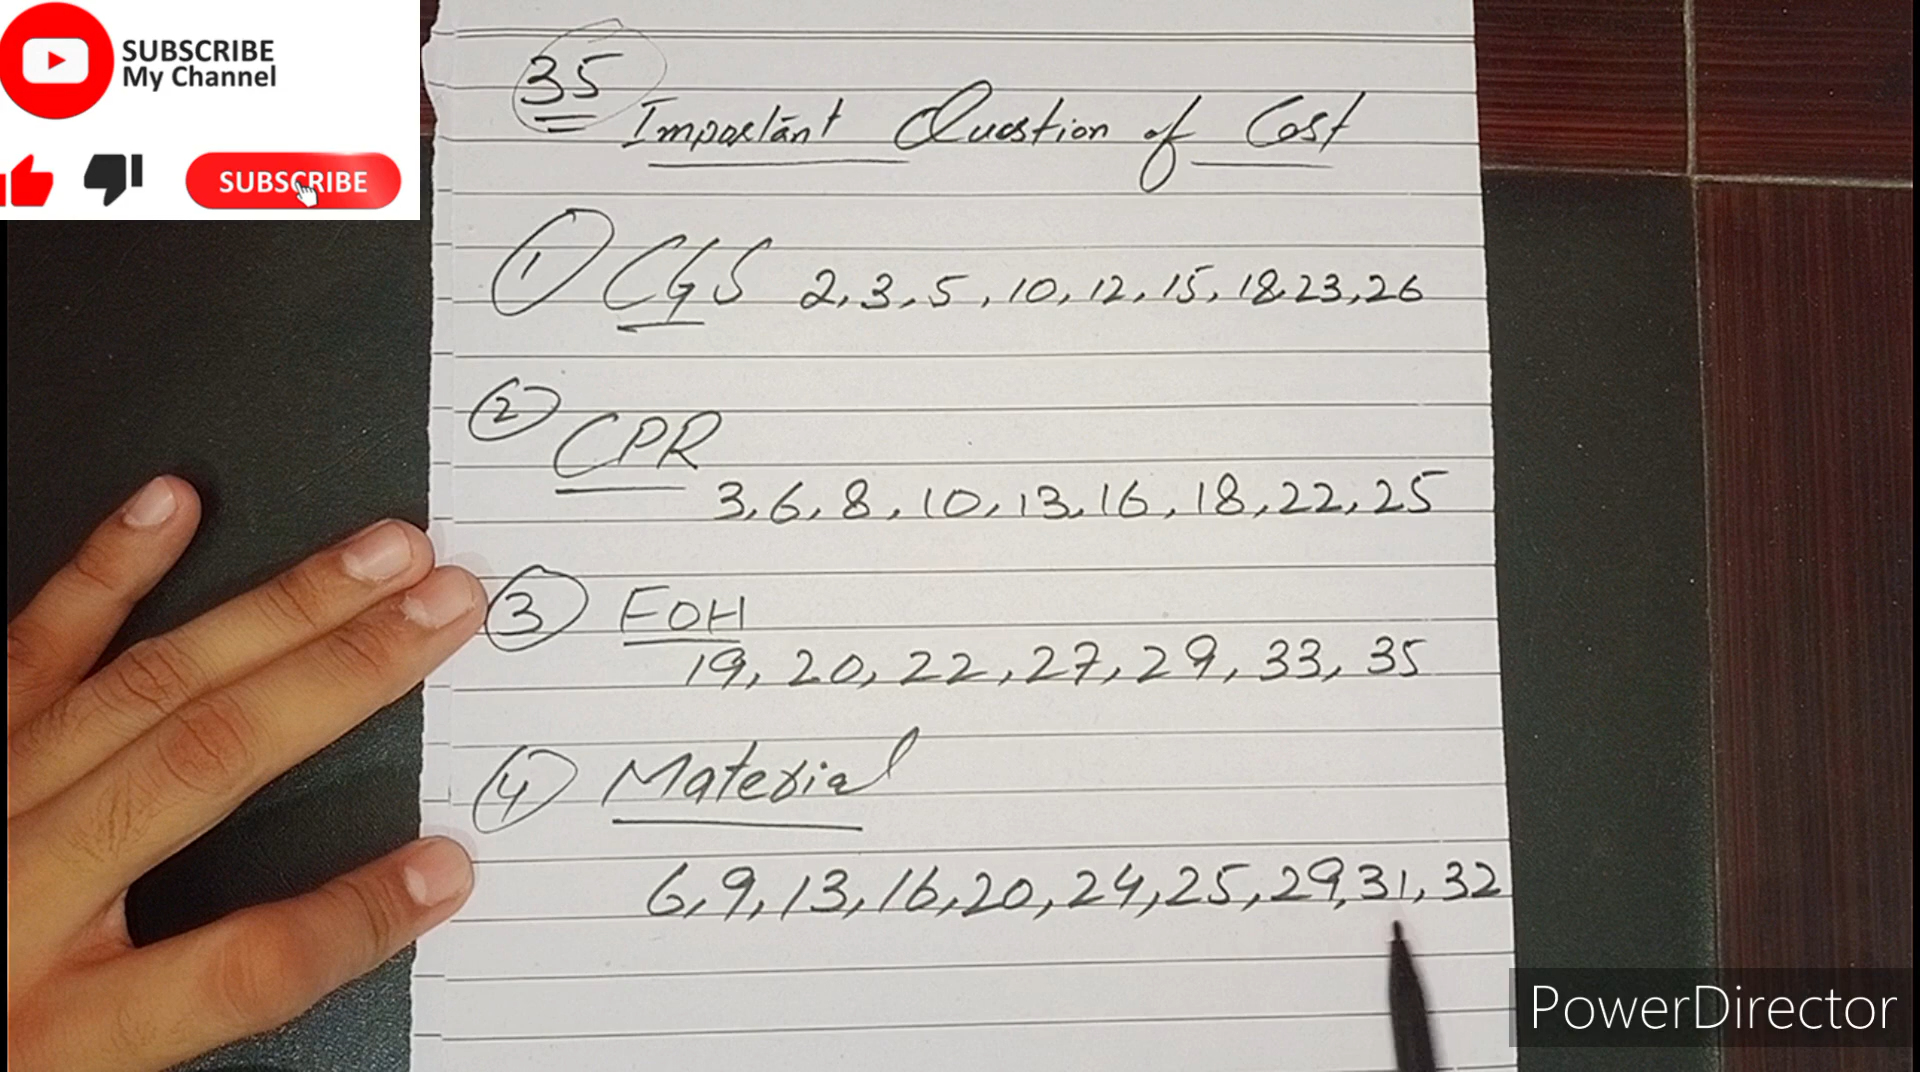 SUBSCRIBE
My Channel
SUBSCRIBE
35
Important Question of Cost
1 CGS 2, 3, 5, 10, 12, 15, 18, 23, 26
2 CPR
3, 6, 8, 10, 13, 16, 18, 22, 25
3 FOH
19, 20, 22, 27, 29, 33, 35
4 Material
6, 9, 13, 16, 20, 24, 25, 29, 31, 32
PowerDirector